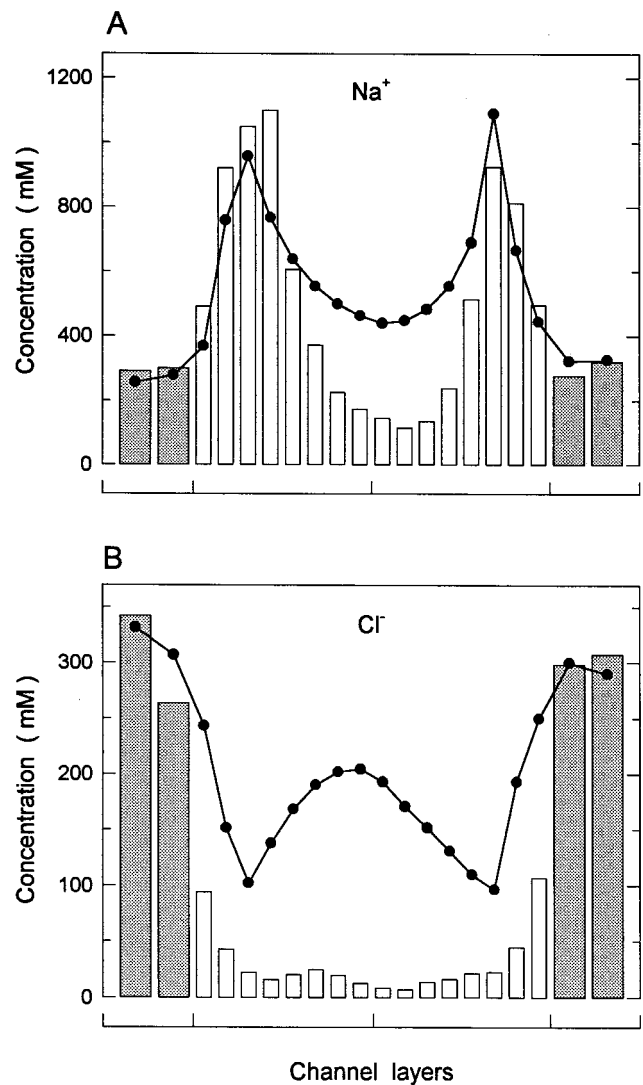 A
Na⁺
Concentration ( mM )
1200
800
400
0
B
Cl⁻
Concentration ( mM )
300
200
100
0
Channel layers